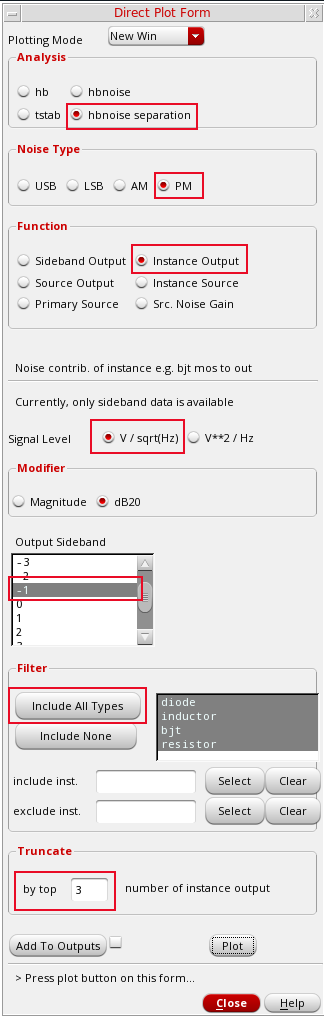 Direct Plot Form
Plotting Mode New Win
Analysis
hb hbnoise
tstab hbnoise separation
Noise Type
USB LSB AM PM
Function
Sideband Output Instance Output
Source Output Instance Source
Primary Source Src. Noise Gain
Noise contrib. of instance e.g. bjt mos to out
Currently, only sideband data is available
Signal Level V / sqrt(Hz) V**2 / Hz
Modifier
Magnitude dB20
Output Sideband
-3
-2
-1
0
1
2
Filter
Include All Types
Include None
diode
inductor
bjt
resistor
include inst. Select Clear
exclude inst. Select Clear
Truncate
by top 3 number of instance output
Add To Outputs Plot
> Press plot button on this form...
Close Help